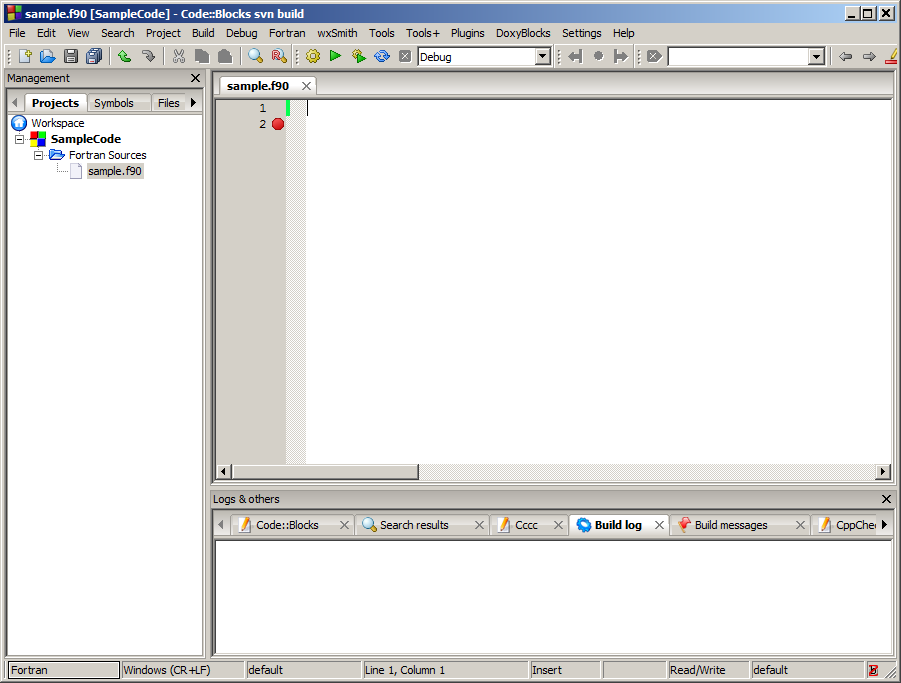 sample.f90 [SampleCode] - Code::Blocks svn build
File Edit View Search Project Build Debug Fortran wxSmith Tools Tools+ Plugins DoxyBlocks Settings Help
Debug
Management
Projects Symbols Files
Workspace
SampleCode
Fortran Sources
sample.f90
sample.f90
1
2
Logs & others
Code::Blocks Search results Cccc Build log Build messages CppChe
Fortran Windows (CR+LF) default Line 1, Column 1 Insert Read/Write default